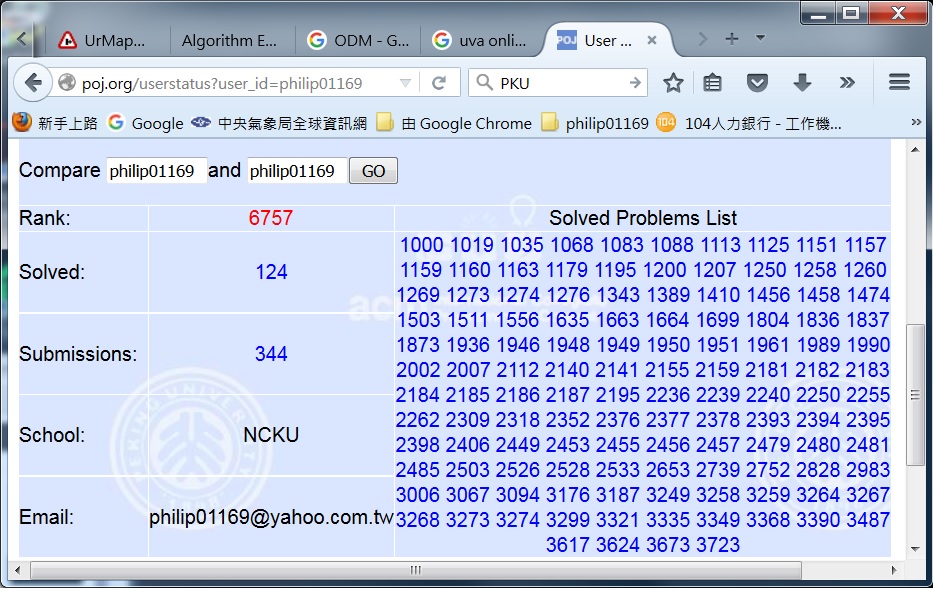 UrMap...
Algorithm E...
ODM - G...
uva onli...
POJ User ...
poj.org/userstatus?user_id=philip01169
PKU
新手上路 Google 中央氣象局全球資訊網 由 Google Chrome philip01169 104 104人力銀行 - 工作機...
Compare philip01169 and philip01169 GO
Rank: 6757 Solved Problems List
Solved: 124
Submissions: 344
School: NCKU
Email: philip01169@yahoo.com.tw
1000 1019 1035 1068 1083 1088 1113 1125 1151 1157
1159 1160 1163 1179 1195 1200 1207 1250 1258 1260
1269 1273 1274 1276 1343 1389 1410 1456 1458 1474
1503 1511 1556 1635 1663 1664 1699 1804 1836 1837
1873 1936 1946 1948 1949 1950 1951 1961 1989 1990
2002 2007 2112 2140 2141 2155 2159 2181 2182 2183
2184 2185 2186 2187 2195 2236 2239 2240 2250 2255
2262 2309 2318 2352 2376 2377 2378 2393 2394 2395
2398 2406 2449 2453 2455 2456 2457 2479 2480 2481
2485 2503 2526 2528 2533 2653 2739 2752 2828 2983
3006 3067 3094 3176 3187 3249 3258 3259 3264 3267
3268 3273 3274 3299 3321 3335 3349 3368 3390 3487
3617 3624 3673 3723